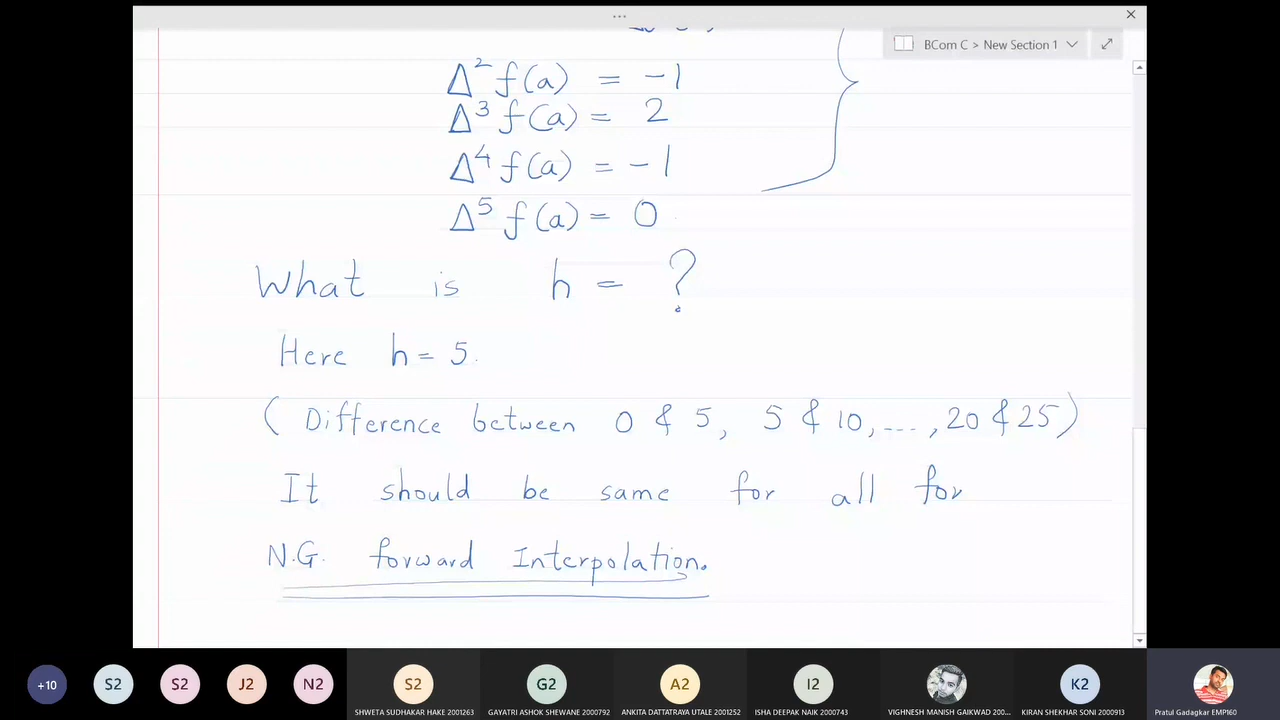 BCom C > New Section 1
Δ² f(a) = -1
Δ³ f(a) = 2
Δ⁴ f(a) = -1
Δ⁵ f(a) = 0
What is h = ?
Here h = 5.
( Difference between 0 & 5, 5 & 10, ---- , 20 & 25 )
It should be same for all for
N.G. forward Interpolation.
+10
S2
S2
J2
N2
S2
G2
A2
I2
K2
SHWETA SUDHAKAR HAKE 2001263
GAYATRI ASHOK SHEWANE 2000792
ANKITA DATTATRAYA UTALE 2001252
ISHA DEEPAK NAIK 2000743
VIGHNESH MANISH GAIKWAD 200...
KIRAN SHEKHAR SONI 2000913
Pratul Gadagkar EMP160